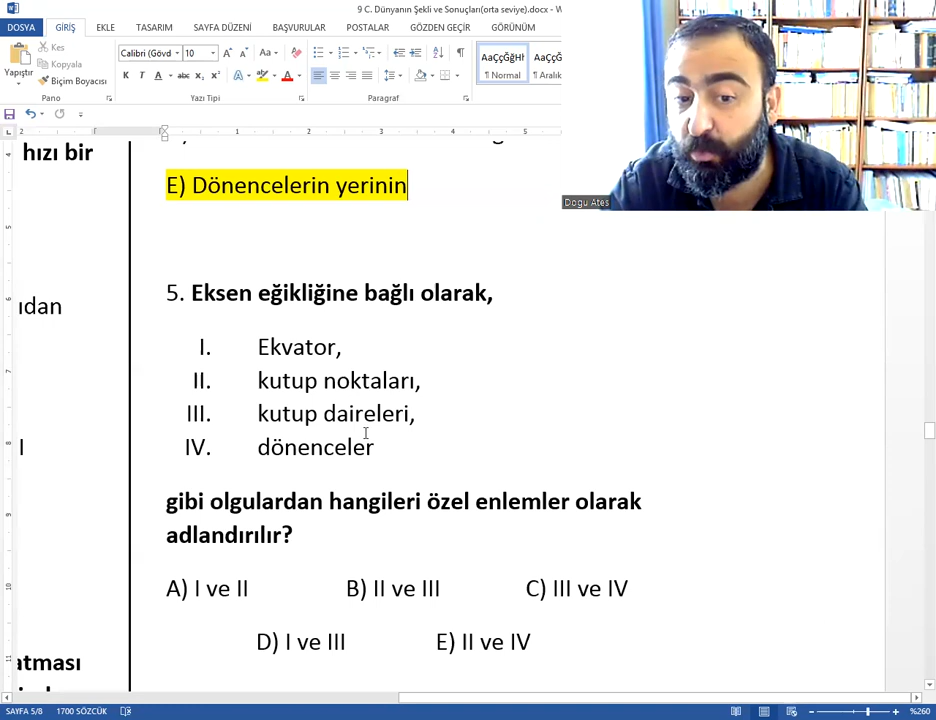 9 C. Dünyanın Şekli ve Sonuçları(orta seviye).docx - W
DOSYA GİRİŞ EKLE TASARIM SAYFA DÜZENİ BAŞVURULAR POSTALAR GÖZDEN GEÇİR GÖRÜNÜM
Yapıştır
Kes
Kopyala
Biçim Boyacısı
Calibri (Gövd 10
AaÇçĞğHł AaÇçĞ
¶ Normal ¶ Aralık
Pano Yazı Tipi Paragraf
hızı bir
E) Dönencelerin yerinin
Dogu Ates
5. Eksen eğikliğine bağlı olarak,
ıdan
I. Ekvator,
II. kutup noktaları,
III. kutup daireleri,
IV. dönenceler
gibi olgulardan hangileri özel enlemler olarak
adlandırılır?
A) I ve II B) II ve III C) III ve IV
D) I ve III E) II ve IV
atması
SAYFA 5/8 1700 SÖZCÜK %260